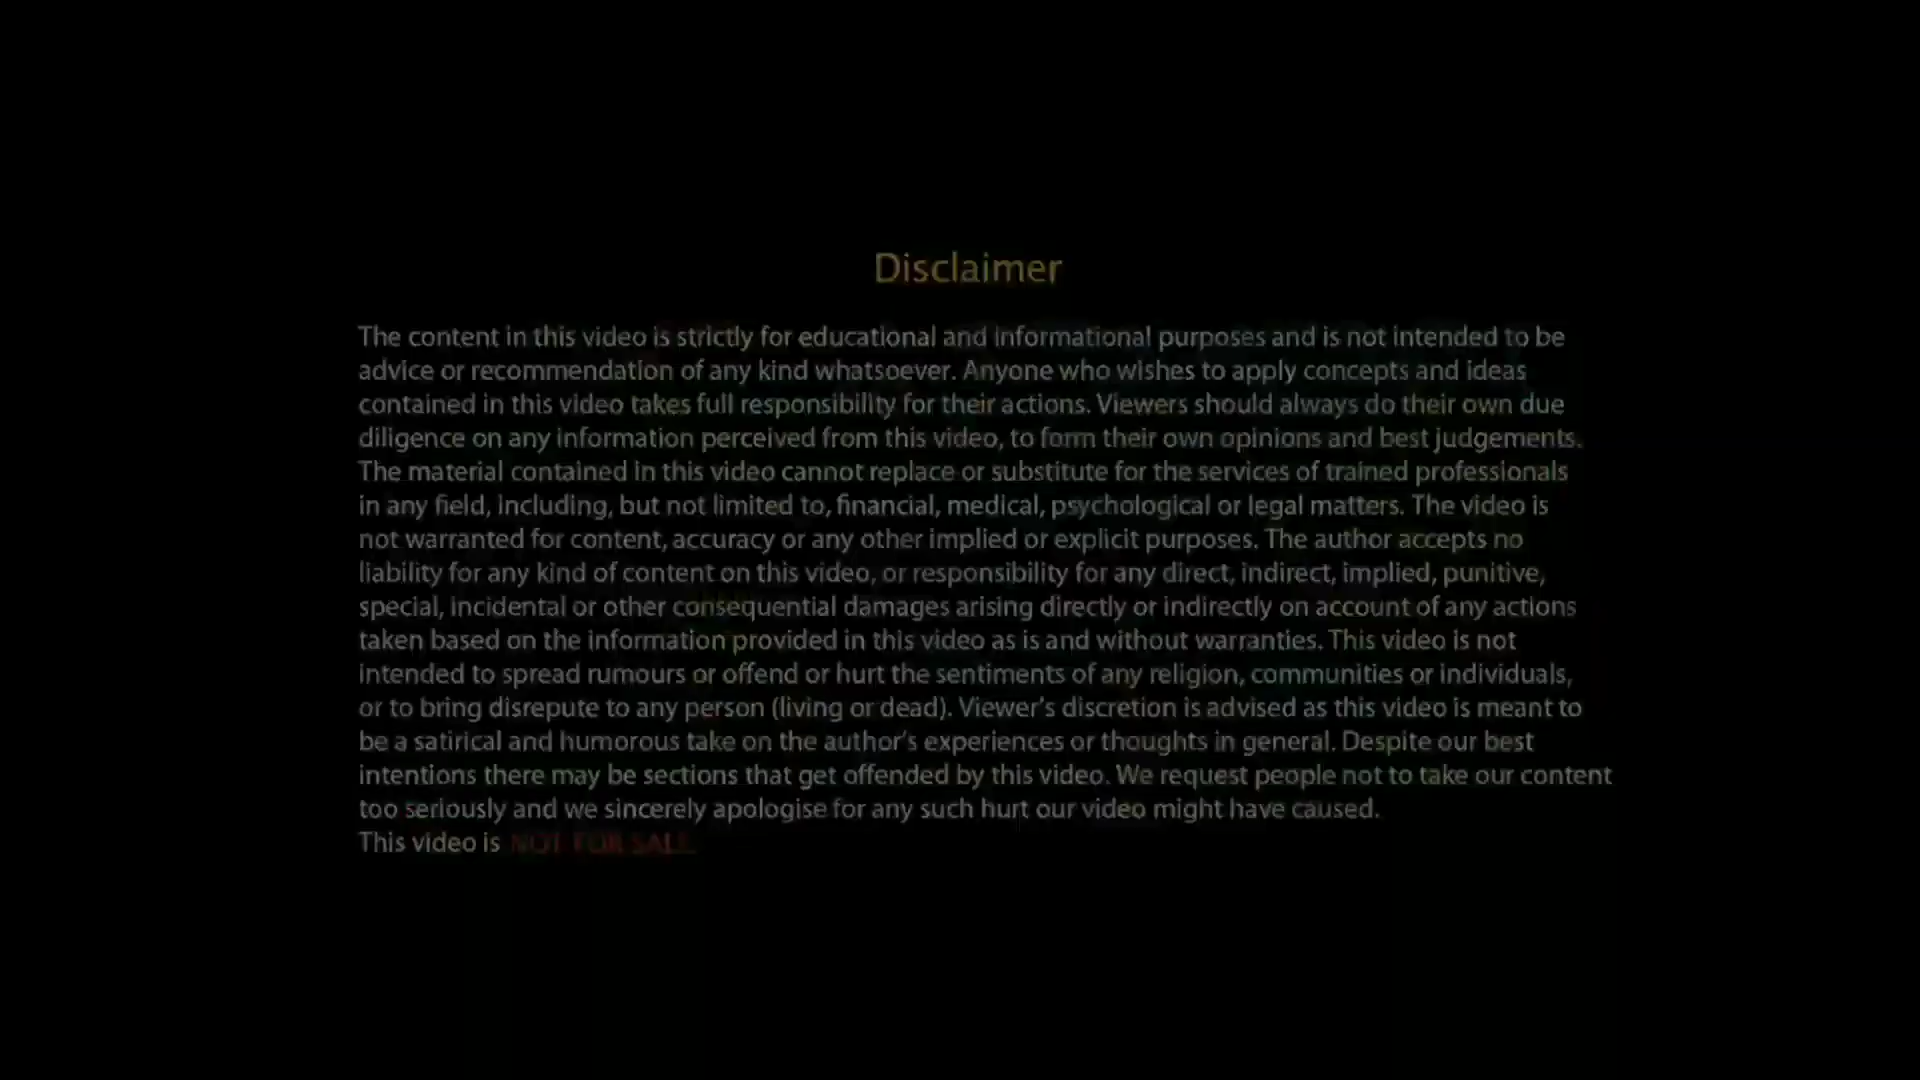 Disclaimer
The content in this video is strictly for educational and informational purposes and is not intended to be
advice or recommendation of any kind whatsoever. Anyone who wishes to apply concepts and ideas
contained in this video takes full responsibility for their actions. Viewers should always do their own due
diligence on any information perceived from this video, to form their own opinions and best judgements.
The material contained in this video cannot replace or substitute for the services of trained professionals
in any field, including, but not limited to, financial, medical, psychological or legal matters. The video is
not warranted for content, accuracy or any other implied or explicit purposes. The author accepts no
liability for any kind of content on this video, or responsibility for any direct, indirect, implied, punitive,
special, incidental or other consequential damages arising directly or indirectly on account of any actions
taken based on the information provided in this video as is and without warranties. This video is not
intended to spread rumours or offend or hurt the sentiments of any religion, communities or individuals,
or to bring disrepute to any person (living or dead). Viewer's discretion is advised as this video is meant to
be a satirical and humorous take on the author's experiences or thoughts in general. Despite our best
intentions there may be sections that get offended by this video. We request people not to take our content
too seriously and we sincerely apologise for any such hurt our video might have caused.
This video is NOT FOR SALE